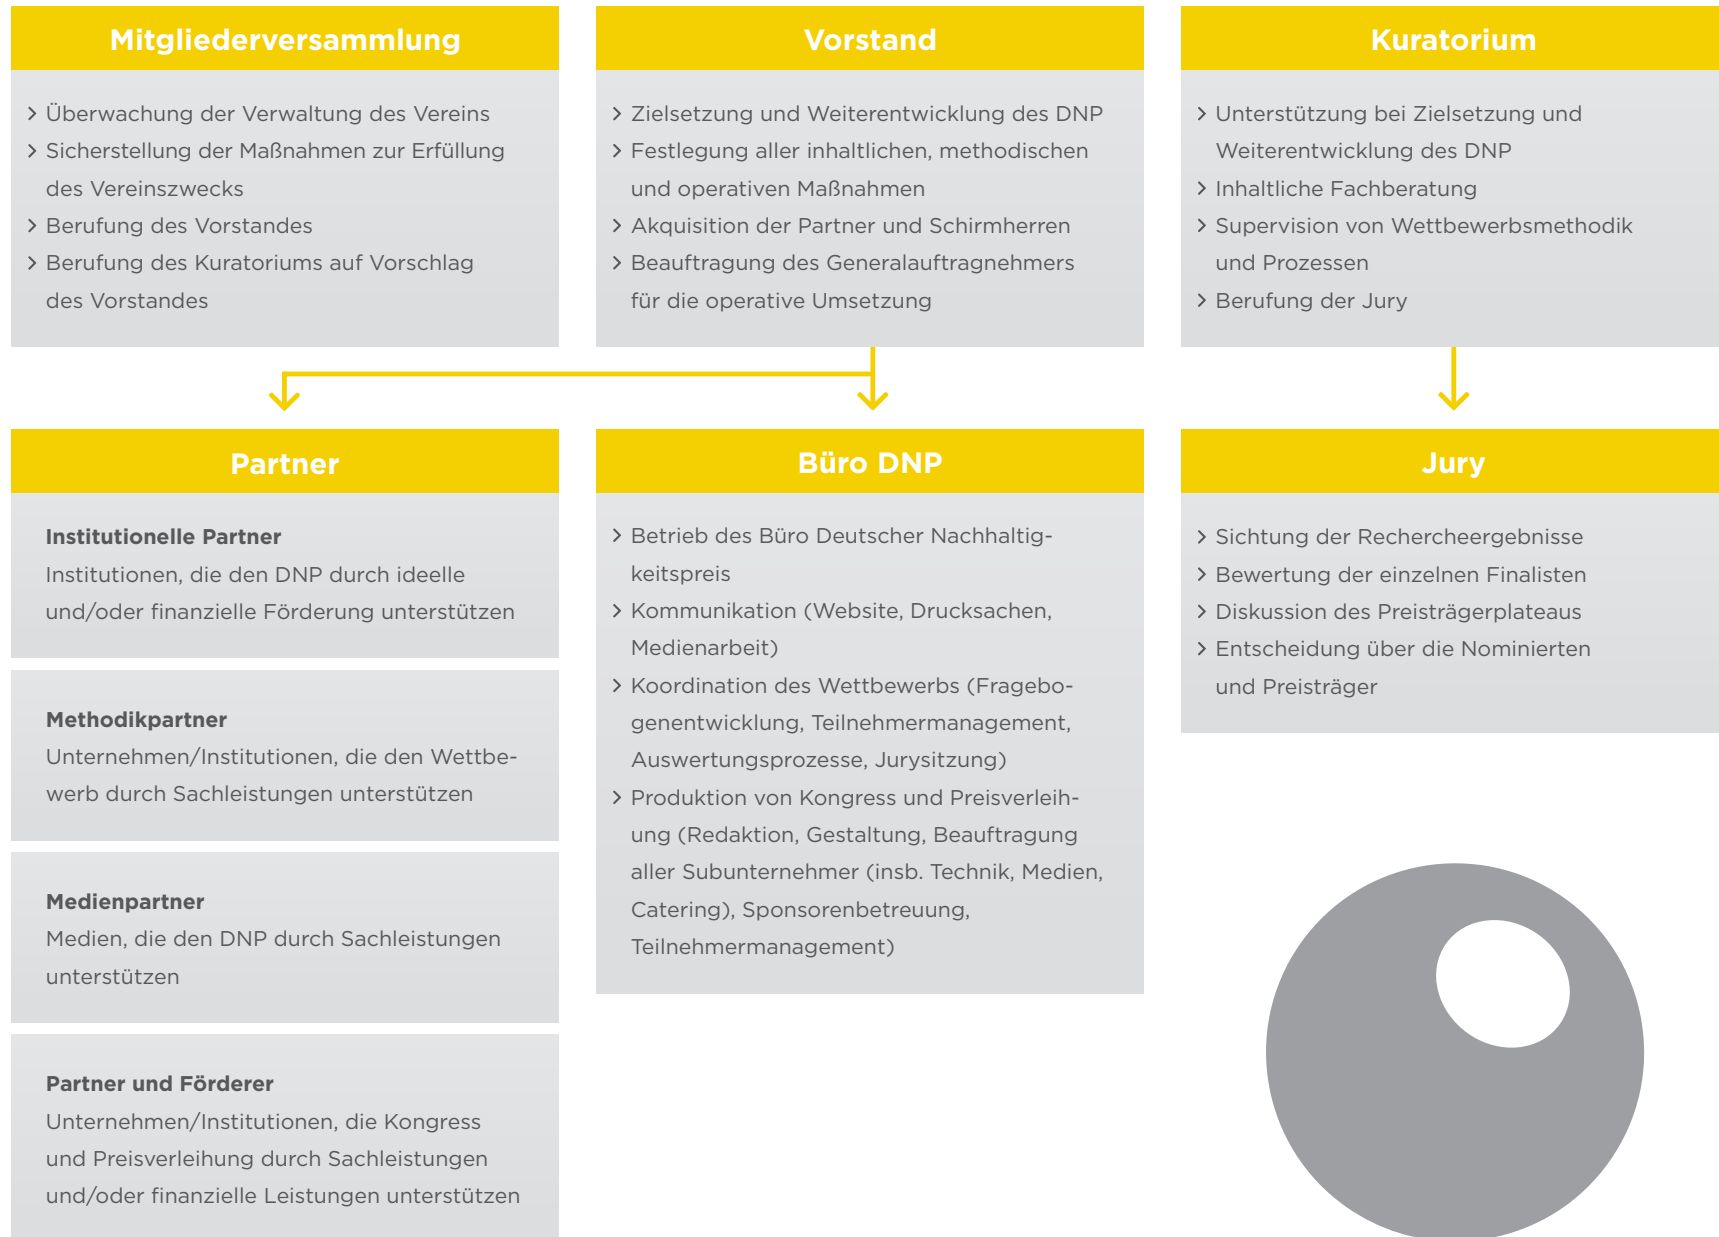 Mitgliederversammlung
> Überwachung der Verwaltung des Vereins
> Sicherstellung der Maßnahmen zur Erfüllung
des Vereinszwecks
> Berufung des Vorstandes
> Berufung des Kuratoriums auf Vorschlag
des Vorstandes
Vorstand
> Zielsetzung und Weiterentwicklung des DNP
> Festlegung aller inhaltlichen, methodischen
und operativen Maßnahmen
> Akquisition der Partner und Schirmherren
> Beauftragung des Generalauftragnehmers
für die operative Umsetzung
Kuratorium
> Unterstützung bei Zielsetzung und
Weiterentwicklung des DNP
> Inhaltliche Fachberatung
> Supervision von Wettbewerbsmethodik
und Prozessen
> Berufung der Jury
Partner
Institutionelle Partner
Institutionen, die den DNP durch ideelle
und/oder finanzielle Förderung unterstützen
Methodikpartner
Unternehmen/Institutionen, die den Wettbe-
werb durch Sachleistungen unterstützen
Medienpartner
Medien, die den DNP durch Sachleistungen
unterstützen
Partner und Förderer
Unternehmen/Institutionen, die Kongress
und Preisverleihung durch Sachleistungen
und/oder finanzielle Leistungen unterstützen
Büro DNP
> Betrieb des Büro Deutscher Nachhaltig-
keitspreis
> Kommunikation (Website, Drucksachen,
Medienarbeit)
> Koordination des Wettbewerbs (Fragebo-
genentwicklung, Teilnehmermanagement,
Auswertungsprozesse, Jurysitzung)
> Produktion von Kongress und Preisverleih-
ung (Redaktion, Gestaltung, Beauftragung
aller Subunternehmer (insb. Technik, Medien,
Catering), Sponsorenbetreuung,
Teilnehmermanagement)
Jury
> Sichtung der Rechercheergebnisse
> Bewertung der einzelnen Finalisten
> Diskussion des Preisträgerplateaus
> Entscheidung über die Nominierten
und Preisträger